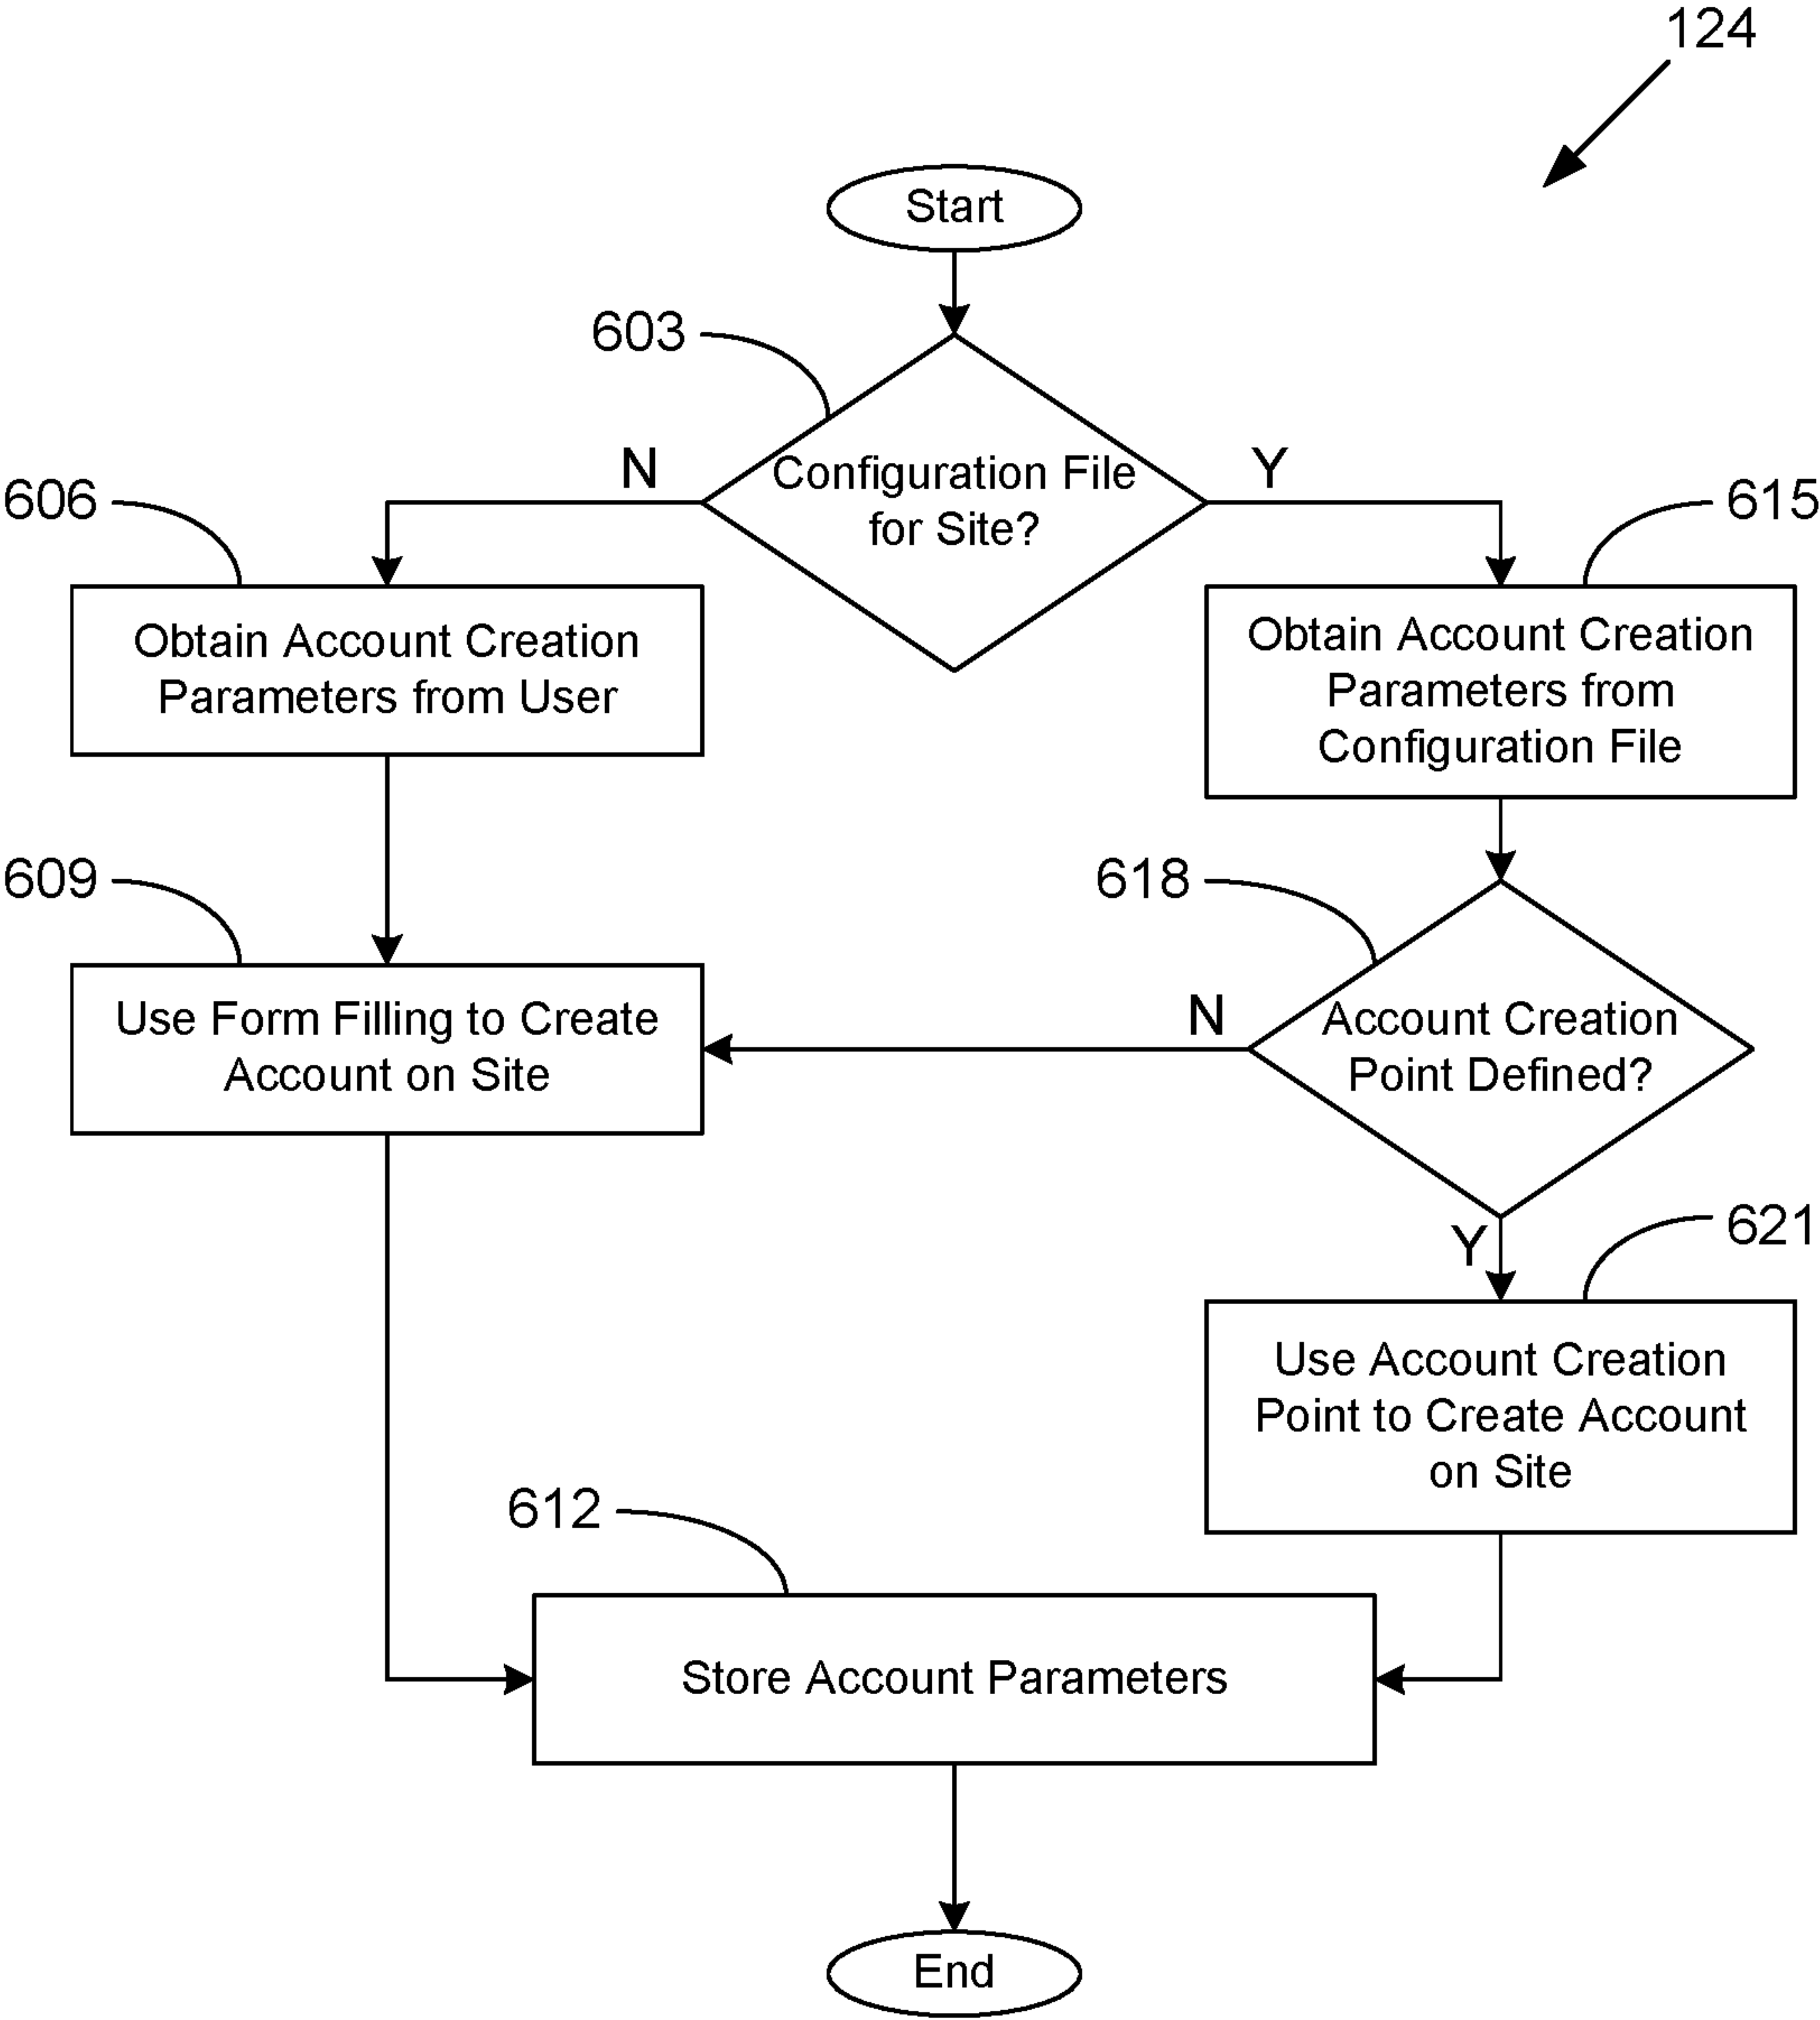 124
Start
603
N
Configuration File
for Site?
Y
606
615
Obtain Account Creation
Parameters from User
Obtain Account Creation
Parameters from
Configuration File
609
618
Use Form Filling to Create
Account on Site
N
Account Creation
Point Defined?
Y
621
Use Account Creation
Point to Create Account
on Site
612
Store Account Parameters
End